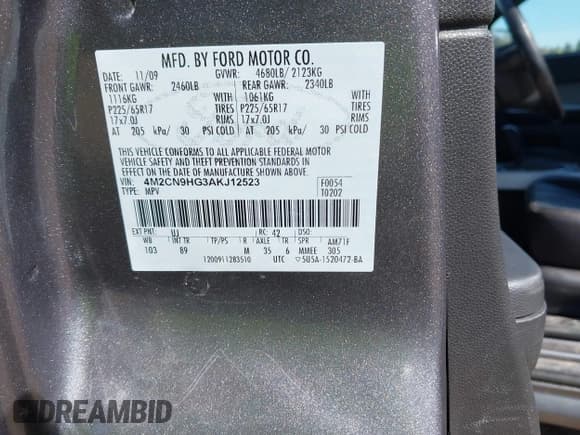 MFD. BY FORD MOTOR CO.
DATE: 11/09 GVWR: 4680LB/ 2123KG
FRONT GAWR: 2460LB REAR GAWR: 2340LB
1116KG WITH 1061KG WITH
P225/65R17 TIRES P225/65R17 TIRES
17x7.0J RIMS 17x7.0J RIMS
AT 205 kPa/ 30 PSI COLD AT 205 kPa/ 30 PSI COLD
THIS VEHICLE CONFORMS TO ALL APPLICABLE FEDERAL MOTOR
VEHICLE SAFETY AND THEFT PREVENTION STANDARDS IN EFFECT
ON THE DATE OF MANUFACTURE SHOWN ABOVE.
VIN: 4M2CN9HG3AKJ12523 F0054
TYPE: MPV T0202
EXT PNT: UJ RC: 42 DSO:
WB INT TR TP/PS R AXLE TR SPR AM71F
103 89 M 35 6 MMEE 305
1200911283510 UTC ▽5U5A-1520472-BA
DREAMBID